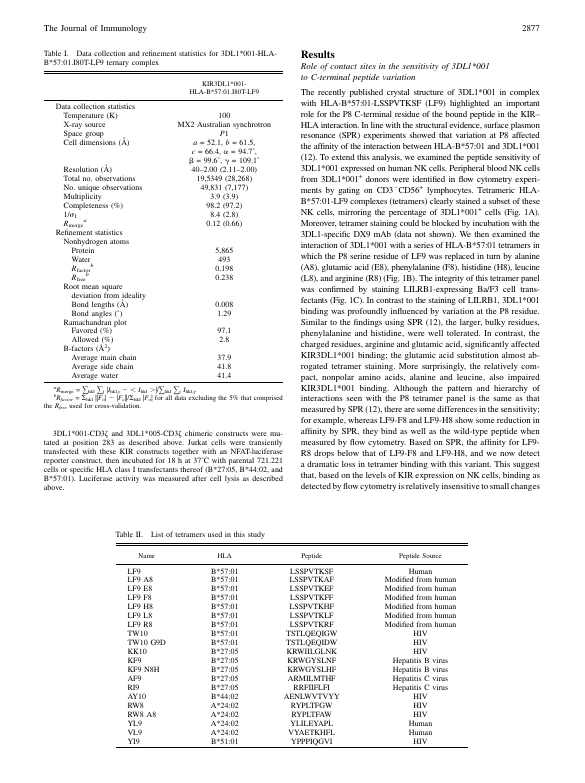 The Journal of Immunology
2877
Table I. Data collection and refinement statistics for 3DL1*001-HLA-
B*57:01.I80T-LF9 ternary complex
KIR3DL1*001-
HLA-B*57:01.I80T-LF9
Data collection statistics
Temperature (K) 100
X-ray source MX2 Australian synchrotron
Space group P1
Cell dimensions (Å) a = 52.1, b = 61.5,
c = 66.4, α = 94.7°,
β = 99.6°, γ = 109.1°
Resolution (Å) 40–2.00 (2.11–2.00)
Total no. observations 19,5349 (28,268)
No. unique observations 49,831 (7,177)
Multiplicity 3.9 (3.9)
Completeness (%) 98.2 (97.2)
I/σI 8.4 (2.8)
Rmerge a 0.12 (0.66)
Refinement statistics
Nonhydrogen atoms
Protein 5,865
Water 493
Rfactor b 0.198
Rfree b 0.238
Root mean square
deviation from ideality
Bond lengths (Å) 0.008
Bond angles (°) 1.29
Ramachandran plot
Favored (%) 97.1
Allowed (%) 2.8
B-factors (Å2)
Average main chain 37.9
Average side chain 41.8
Average water 41.4
for all data excluding the 5% that comprised
the Rfree used for cross-validation.
3DL1*001-CD3ζ and 3DL1*005-CD3ζ chimeric constructs were mu-
tated at position 283 as described above. Jurkat cells were transiently
transfected with these KIR constructs together with an NFAT-luciferase
reporter construct, then incubated for 18 h at 37°C with parental 721.221
cells or specific HLA class I transfectants thereof (B*27:05, B*44:02, and
B*57:01). Luciferase activity was measured after cell lysis as described
above.
Results
Role of contact sites in the sensitivity of 3DL1*001
to C-terminal peptide variation
The recently published crystal structure of 3DL1*001 in complex
with HLA-B*57:01-LSSPVTKSF (LF9) highlighted an important
role for the P8 C-terminal residue of the bound peptide in the KIR–
HLA interaction. In line with the structural evidence, surface plasmon
resonance (SPR) experiments showed that variation at P8 affected
the affinity of the interaction between HLA-B*57:01 and 3DL1*001
(12). To extend this analysis, we examined the peptide sensitivity of
3DL1*001 expressed on human NK cells. Peripheral blood NK cells
from 3DL1*001+ donors were identified in flow cytometry experi-
ments by gating on CD3−CD56+ lymphocytes. Tetrameric HLA-
B*57:01-LF9 complexes (tetramers) clearly stained a subset of these
NK cells, mirroring the percentage of 3DL1*001+ cells (Fig. 1A).
Moreover, tetramer staining could be blocked by incubation with the
3DL1-specific DX9 mAb (data not shown). We then examined the
interaction of 3DL1*001 with a series of HLA-B*57:01 tetramers in
which the P8 serine residue of LF9 was replaced in turn by alanine
(A8), glutamic acid (E8), phenylalanine (F8), histidine (H8), leucine
(L8), and arginine (R8) (Fig. 1B). The integrity of this tetramer panel
was confirmed by staining LILRB1-expressing Ba/F3 cell trans-
fectants (Fig. 1C). In contrast to the staining of LILRB1, 3DL1*001
binding was profoundly influenced by variation at the P8 residue.
Similar to the findings using SPR (12), the larger, bulky residues,
phenylalanine and histidine, were well tolerated. In contrast, the
charged residues, arginine and glutamic acid, significantly affected
KIR3DL1*001 binding; the glutamic acid substitution almost ab-
rogated tetramer staining. More surprisingly, the relatively com-
pact, nonpolar amino acids, alanine and leucine, also impaired
KIR3DL1*001 binding. Although the pattern and hierarchy of
interactions seen with the P8 tetramer panel is the same as that
measured by SPR (12), there are some differences in the sensitivity;
for example, whereas LF9-F8 and LF9-H8 show some reduction in
affinity by SPR, they bind as well as the wild-type peptide when
measured by flow cytometry. Based on SPR, the affinity for LF9-
R8 drops below that of LF9-F8 and LF9-H8, and we now detect
a dramatic loss in tetramer binding with this variant. This suggest
that, based on the levels of KIR expression on NK cells, binding as
detected by flow cytometry is relatively insensitive to small changes
Table II. List of tetramers used in this study
Name HLA Peptide Peptide Source
LF9 B*57:01 LSSPVTKSF Human
LF9 A8 B*57:01 LSSPVTKAF Modified from human
LF9 E8 B*57:01 LSSPVTKEF Modified from human
LF9 F8 B*57:01 LSSPVTKFF Modified from human
LF9 H8 B*57:01 LSSPVTKHF Modified from human
LF9 L8 B*57:01 LSSPVTKLF Modified from human
LF9 R8 B*57:01 LSSPVTKRF Modified from human
TW10 B*57:01 TSTLQEQIGW HIV
TW10 G9D B*57:01 TSTLQEQIDW HIV
KK10 B*27:05 KRWIILGLNK HIV
KF9 B*27:05 KRWGYSLNF Hepatitis B virus
KF9 N8H B*27:05 KRWGYSLHF Hepatitis B virus
AF9 B*27:05 ARMILMTHF Hepatitis C virus
RI9 B*27:05 RRFIIFLFI Hepatitis C virus
AY10 B*44:02 AENLWVTVYY HIV
RW8 A*24:02 RYPLTFGW HIV
RW8 A8 A*24:02 RYPLTFAW HIV
YL9 A*24:02 YLILEYAPL Human
VL9 A*24:02 VYAETKHFL Human
YI9 B*51:01 YPPPIQGVI HIV